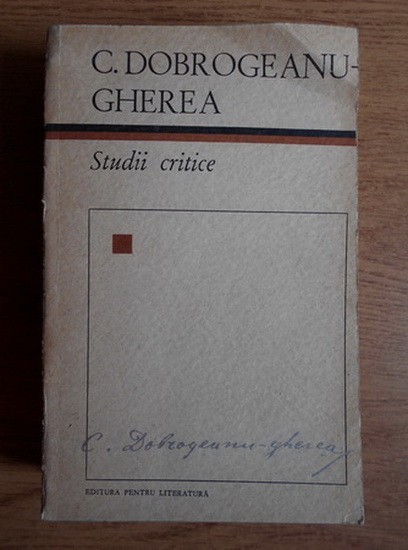 C. DOBROGEANU-
GHEREA
Studii critice
C. Dobrogeanu-gherea
EDITURA PENTRU LITERATURĂ